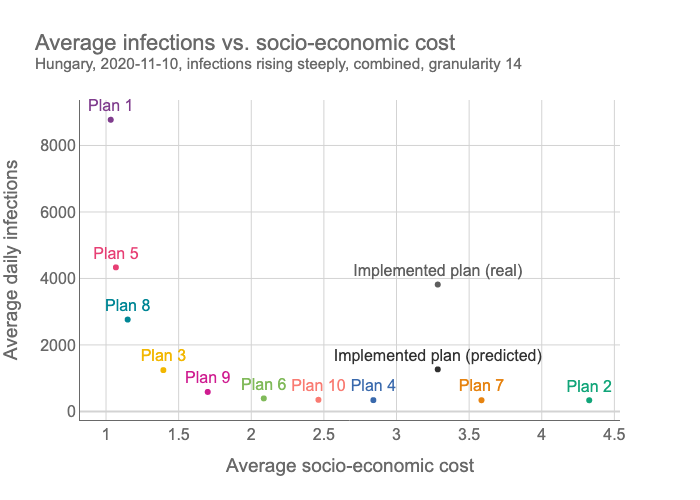 Average infections vs. socio-economic cost
Hungary, 2020-11-10, infections rising steeply, combined, granularity 14
Average daily infections
8000
6000
4000
2000
0
Plan 1
Plan 5
Implemented plan (real)
Plan 8
Plan 3
Implemented plan (predicted)
Plan 9
Plan 6
Plan 10
Plan 4
Plan 7
Plan 2
1
1.5
2
2.5
3
3.5
4
4.5
Average socio-economic cost